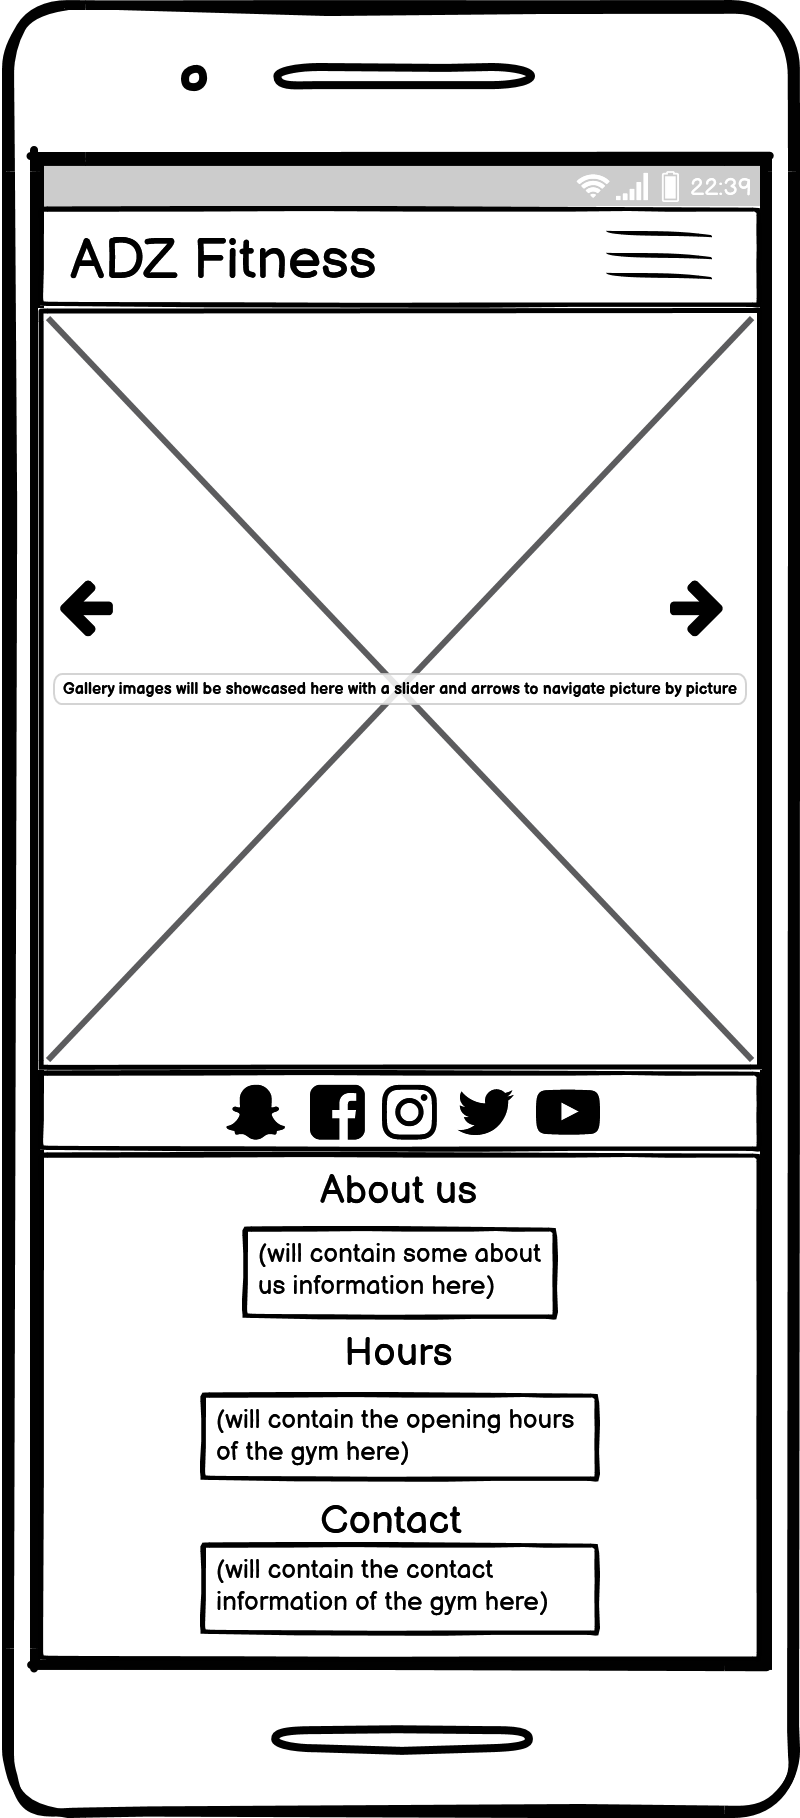 22:39
ADZ Fitness
Gallery images will be showcased here with a slider and arrows to navigate picture by picture
About us
(will contain some about
us information here)
Hours
(will contain the opening hours
of the gym here)
Contact
(will contain the contact
information of the gym here)